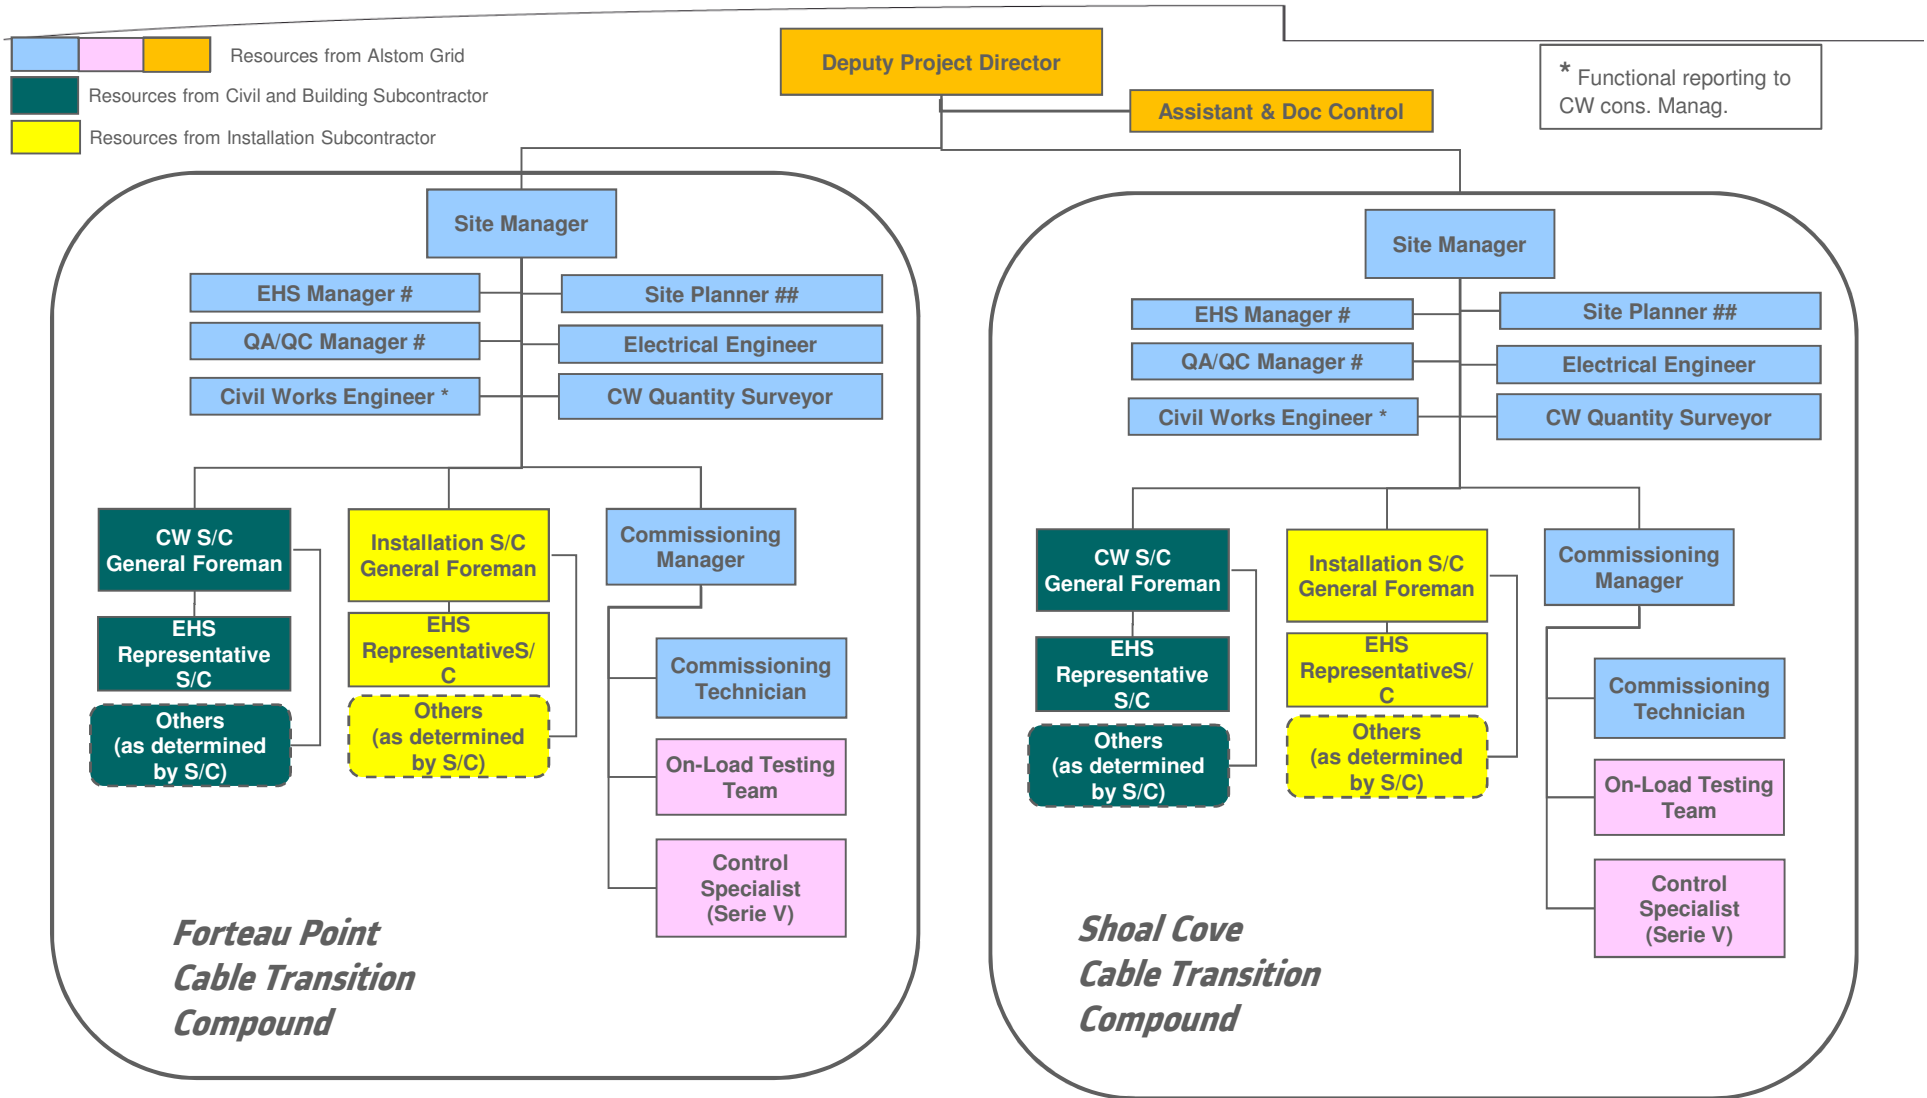 Resources from Alstom Grid
Resources from Civil and Building Subcontractor
Resources from Installation Subcontractor
Deputy Project Director
Assistant & Doc Control
* Functional reporting to
CW cons. Manag.
Site Manager
EHS Manager #
Site Planner ##
QA/QC Manager #
Electrical Engineer
Civil Works Engineer *
CW Quantity Surveyor
CW S/C
General Foreman
Installation S/C
General Foreman
Commissioning
Manager
EHS
Representative
S/C
EHS
RepresentativeS/
C
Others
(as determined
by S/C)
Others
(as determined
by S/C)
Commissioning
Technician
On-Load Testing
Team
Control
Specialist
(Serie V)
Forteau Point
Cable Transition
Compound
Site Manager
EHS Manager #
Site Planner ##
QA/QC Manager #
Electrical Engineer
Civil Works Engineer *
CW Quantity Surveyor
CW S/C
General Foreman
Installation S/C
General Foreman
Commissioning
Manager
EHS
Representative
S/C
EHS
RepresentativeS/
C
Others
(as determined
by S/C)
Others
(as determined
by S/C)
Commissioning
Technician
On-Load Testing
Team
Control
Specialist
(Serie V)
Shoal Cove
Cable Transition
Compound